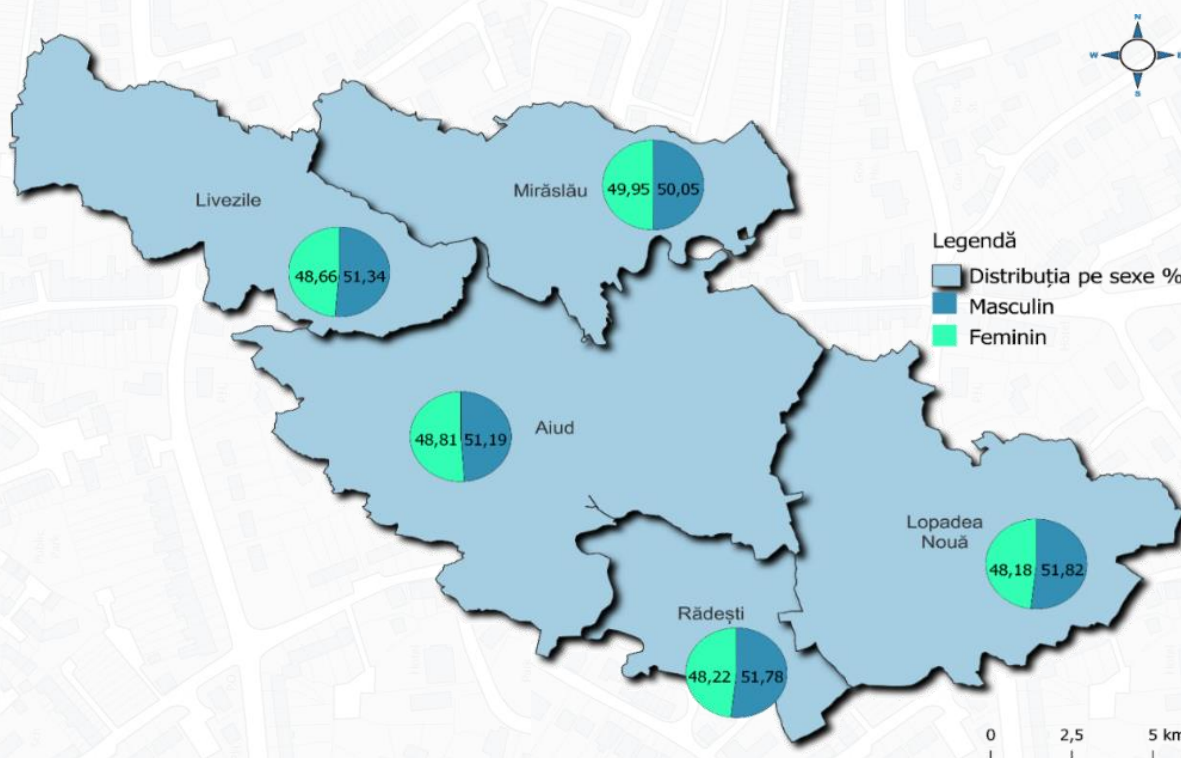 N
W
E
S
Livezile
48,66 51,34
Mirăslău
49,95 50,05
Legendă
Distribuția pe sexe %
Masculin
Feminin
Aiud
48,81 51,19
Lopadea
Nouă
48,18 51,82
Rădești
48,22 51,78
0 2,5 5 km